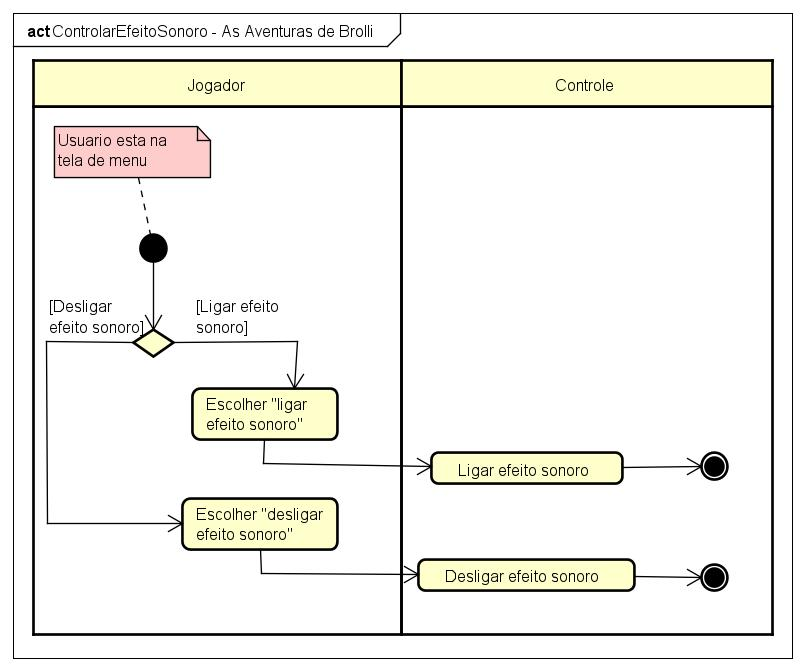 act ControlarEfeitoSonoro - As Aventuras de Brolli
Jogador
Controle
Usuario esta na
tela de menu
[Desligar
efeito sonoro]
[Ligar efeito
sonoro]
Escolher "ligar
efeito sonoro"
Ligar efeito sonoro
Escolher "desligar
efeito sonoro"
Desligar efeito sonoro